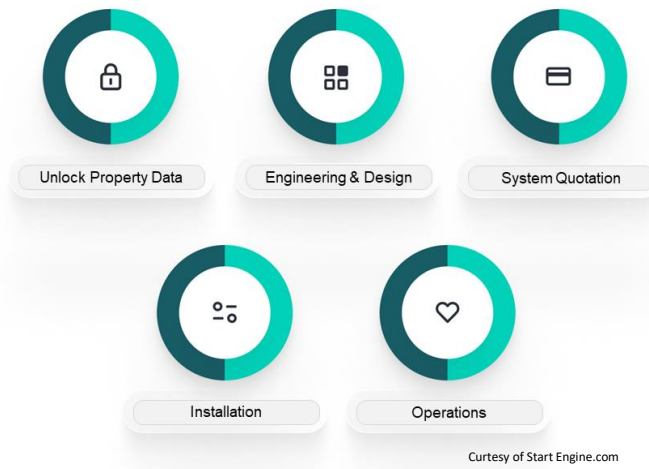 Unlock Property Data
Engineering & Design
System Quotation
Installation
Operations
Curtesy of Start Engine.com